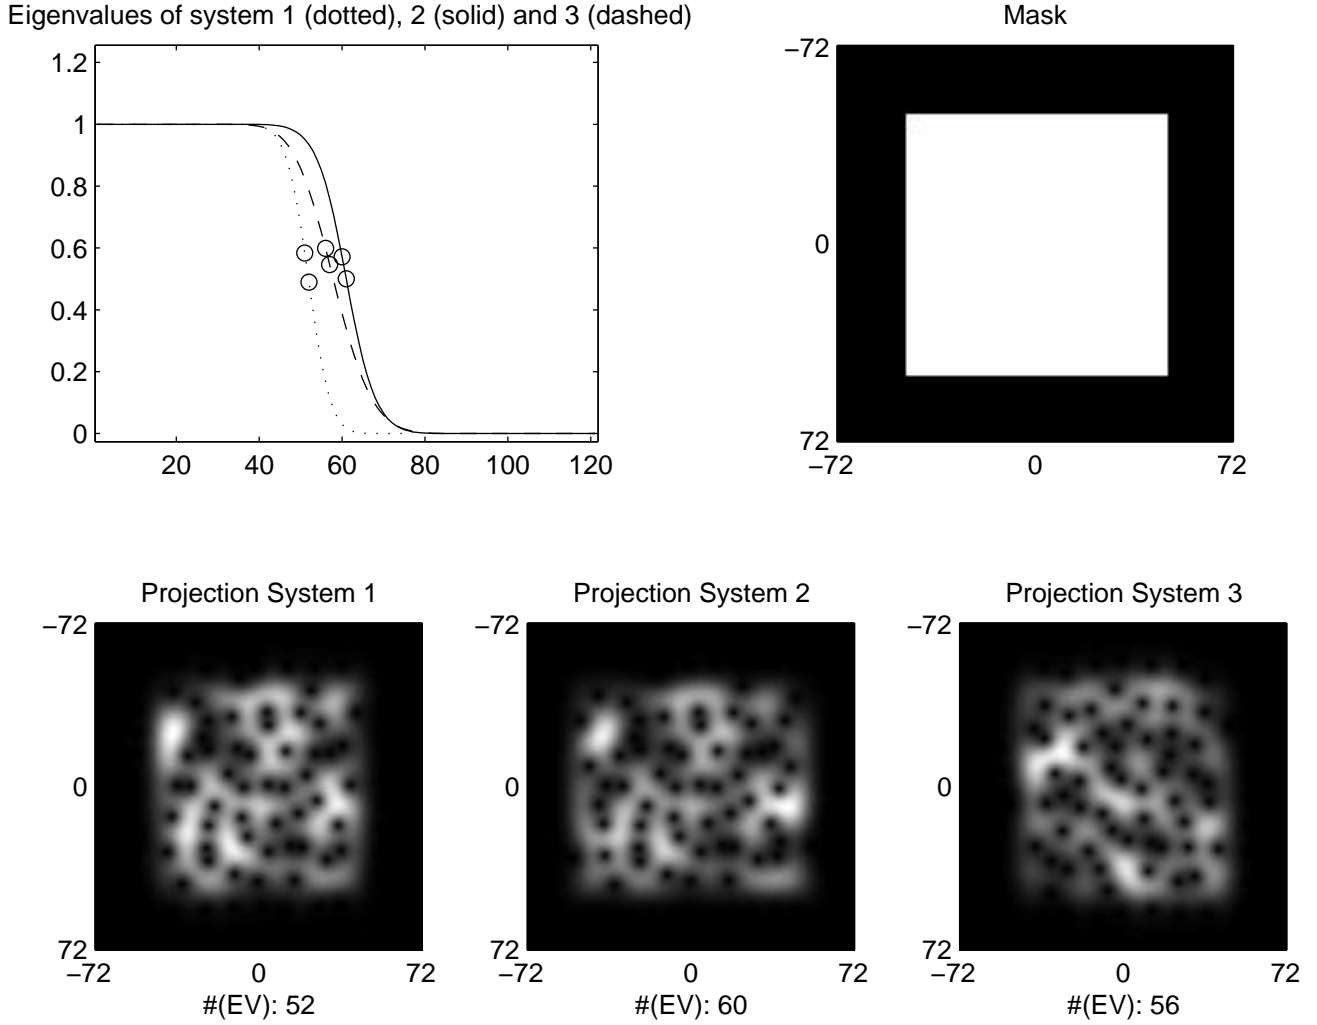 Eigenvalues of system 1 (dotted), 2 (solid) and 3 (dashed)
1.2
1
0.8
0.6
0.4
0.2
0
20 40 60 80 100 120
Mask
−72
0
72
−72 0 72
Projection System 1
−72
0
72
−72 0 72
#(EV): 52
Projection System 2
−72
0
72
−72 0 72
#(EV): 60
Projection System 3
−72
0
72
−72 0 72
#(EV): 56